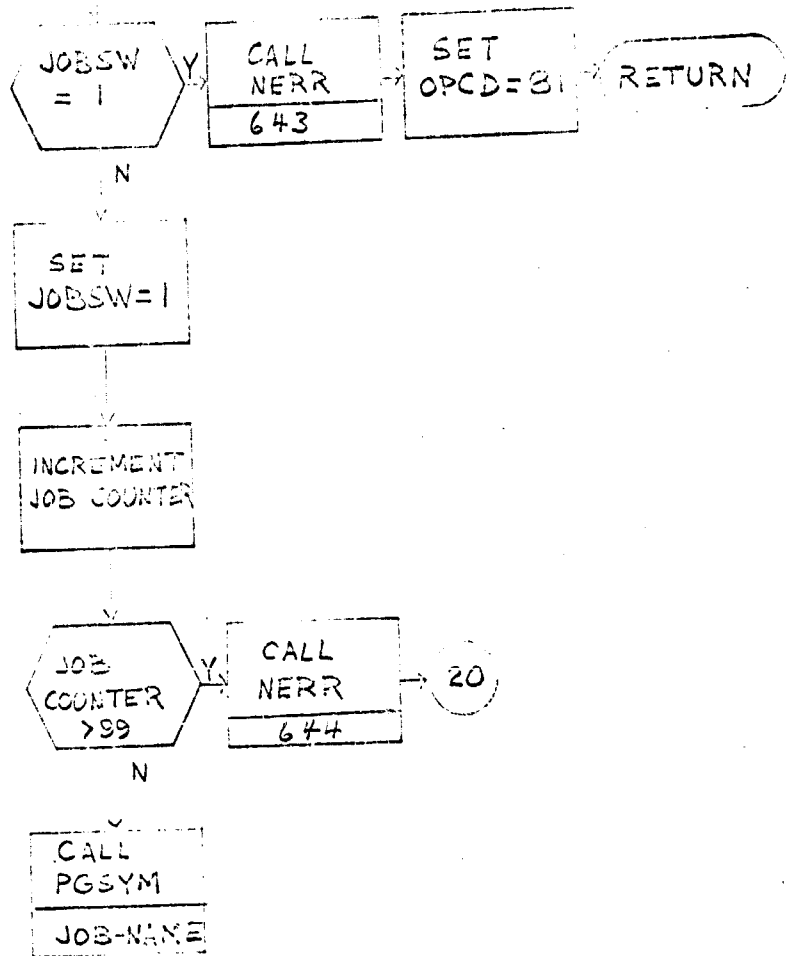 JOBSW
= 1
Y
CALL
NERR
643
SET
OPCD=81
RETURN
N
SET
JOBSW=1
INCREMENT
JOB COUNTER
JOB
COUNTER
>99
Y
CALL
NERR
644
20
N
CALL
PGSYM
JOB-NAME